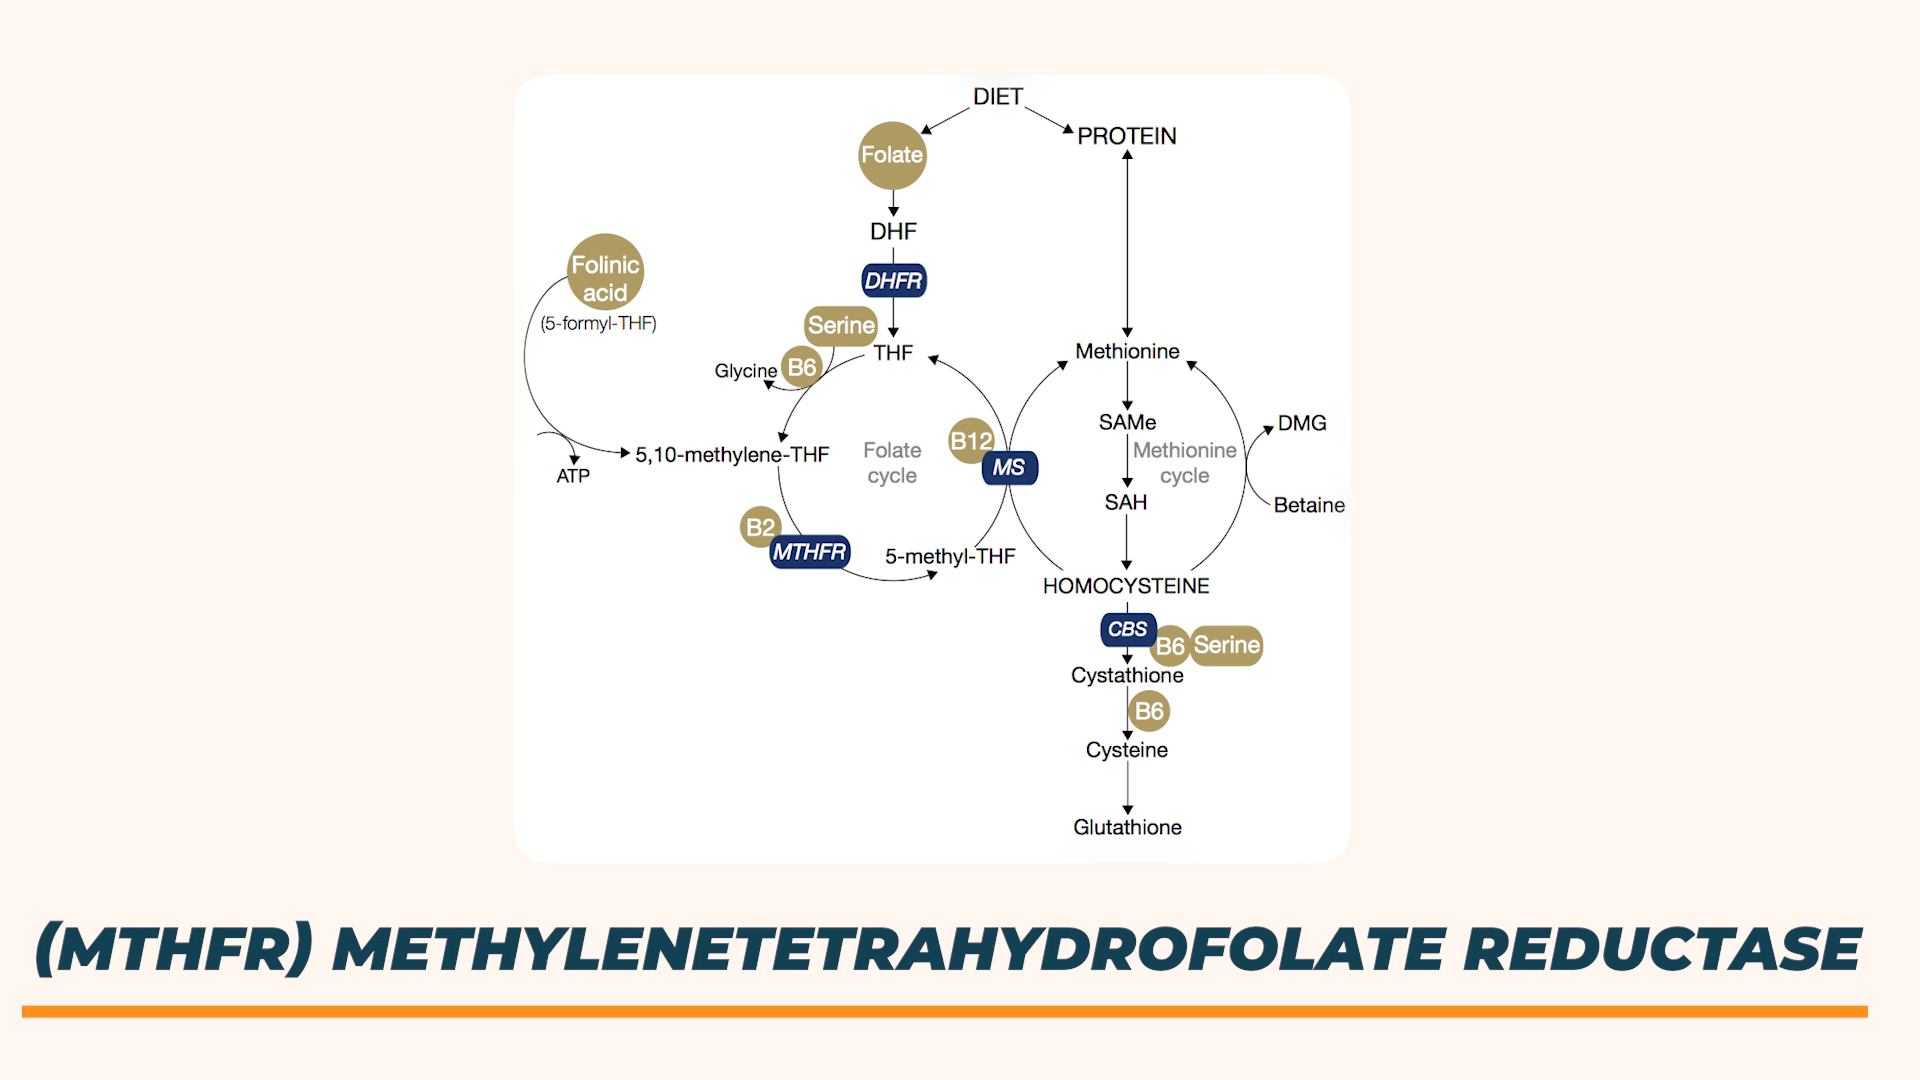 DIET
Folate
PROTEIN
DHF
Folinic
acid
(5-formyl-THF)
DHFR
Serine
THF
Glycine
B6
Methionine
SAMe
DMG
B12
MS
Folate
cycle
Methionine
cycle
5,10-methylene-THF
ATP
SAH
Betaine
B2
MTHFR
5-methyl-THF
HOMOCYSTEINE
CBS
B6
Serine
Cystathione
B6
Cysteine
Glutathione
(MTHFR) METHYLENETETRAHYDROFOLATE REDUCTASE